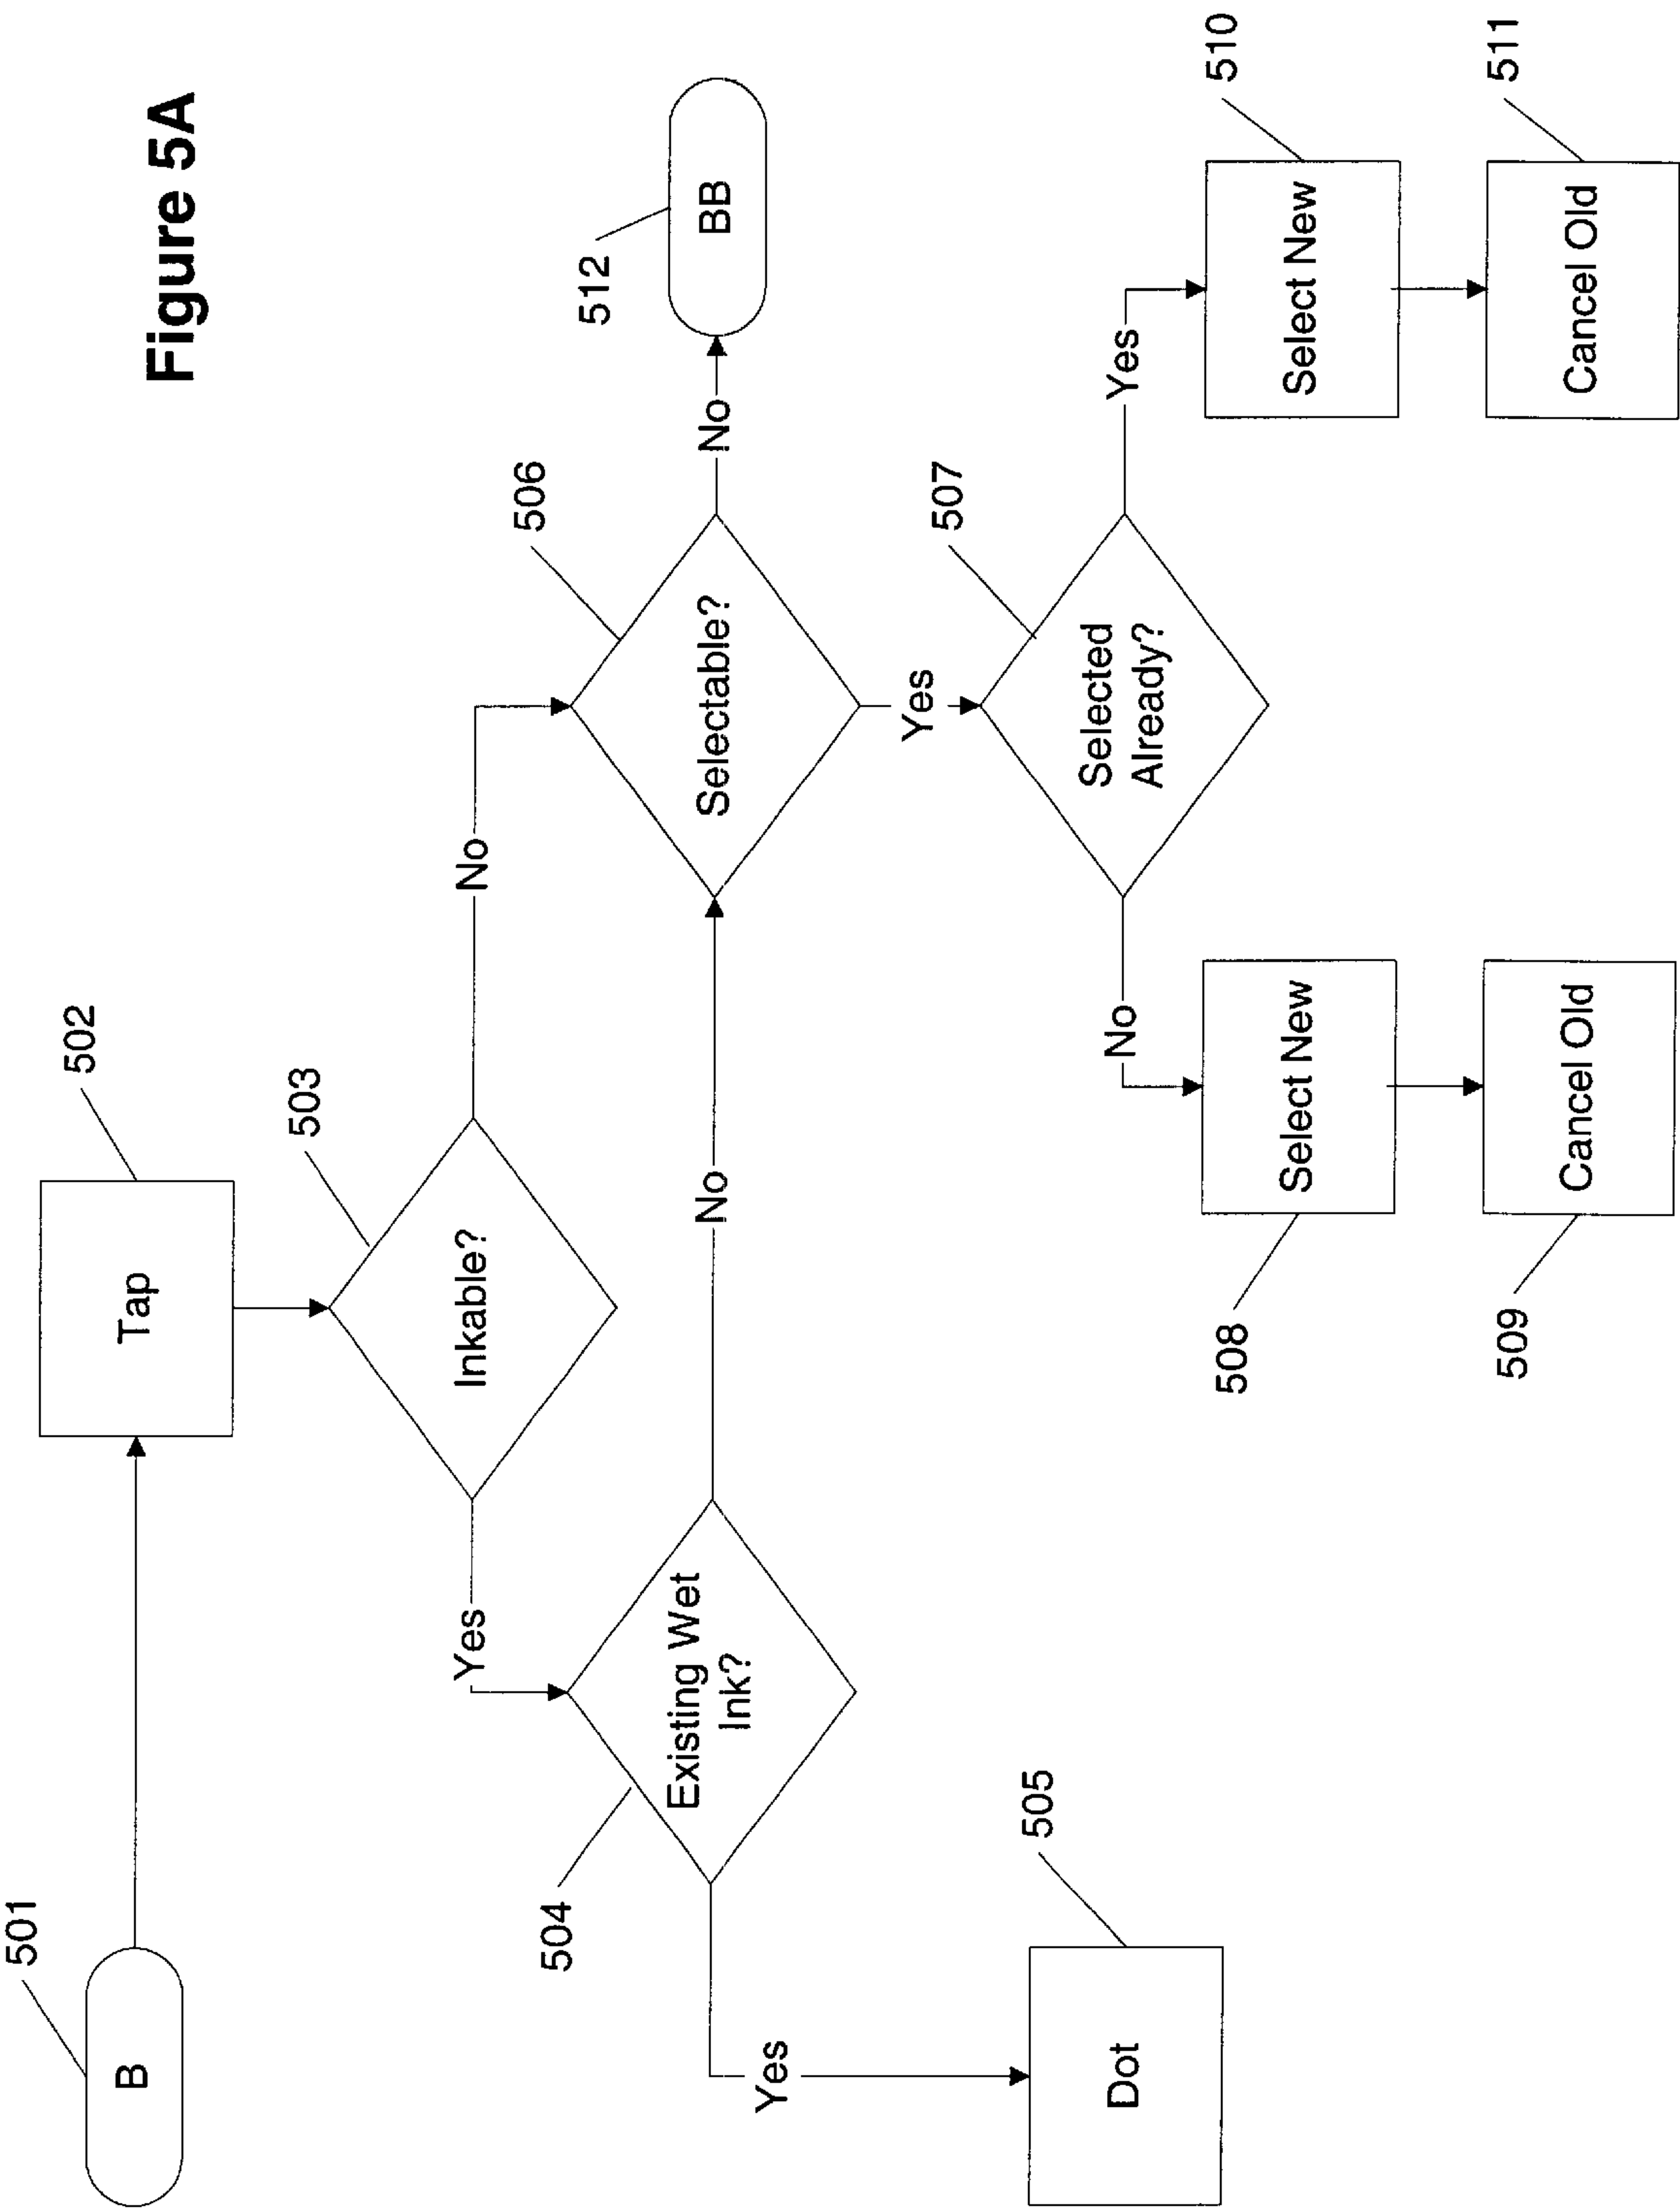 Figure 5A
501
B
502
Tap
503
Inkable?
Yes
No
504
Existing Wet
Ink?
No
506
Selectable?
No
512
BB
Yes
505
Dot
Yes
507
Selected
Already?
No
Yes
508
Select New
510
Select New
509
Cancel Old
511
Cancel Old